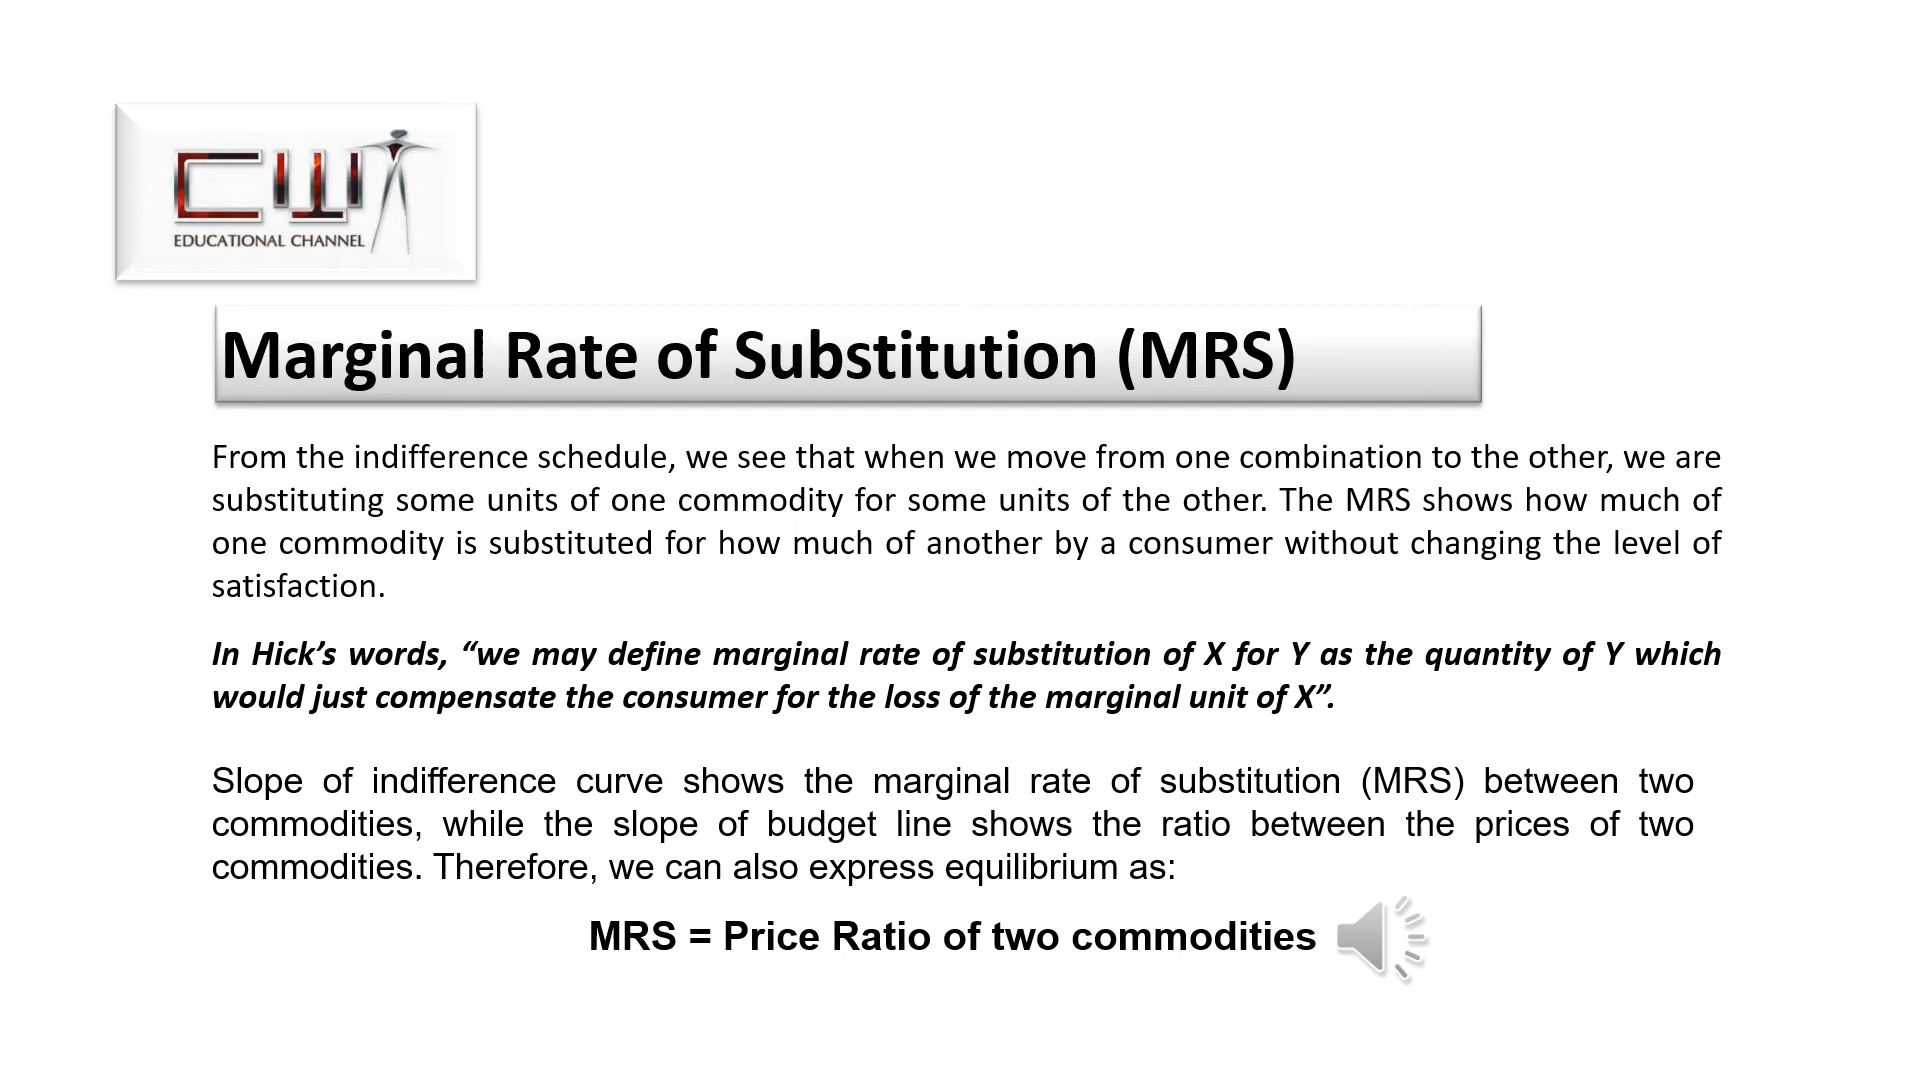 CIIT
EDUCATIONAL CHANNEL
Marginal Rate of Substitution (MRS)
From the indifference schedule, we see that when we move from one combination to the other, we are
substituting some units of one commodity for some units of the other. The MRS shows how much of
one commodity is substituted for how much of another by a consumer without changing the level of
satisfaction.
In Hick’s words, “we may define marginal rate of substitution of X for Y as the quantity of Y which
would just compensate the consumer for the loss of the marginal unit of X”.
Slope of indifference curve shows the marginal rate of substitution (MRS) between two
commodities, while the slope of budget line shows the ratio between the prices of two
commodities. Therefore, we can also express equilibrium as:
MRS = Price Ratio of two commodities